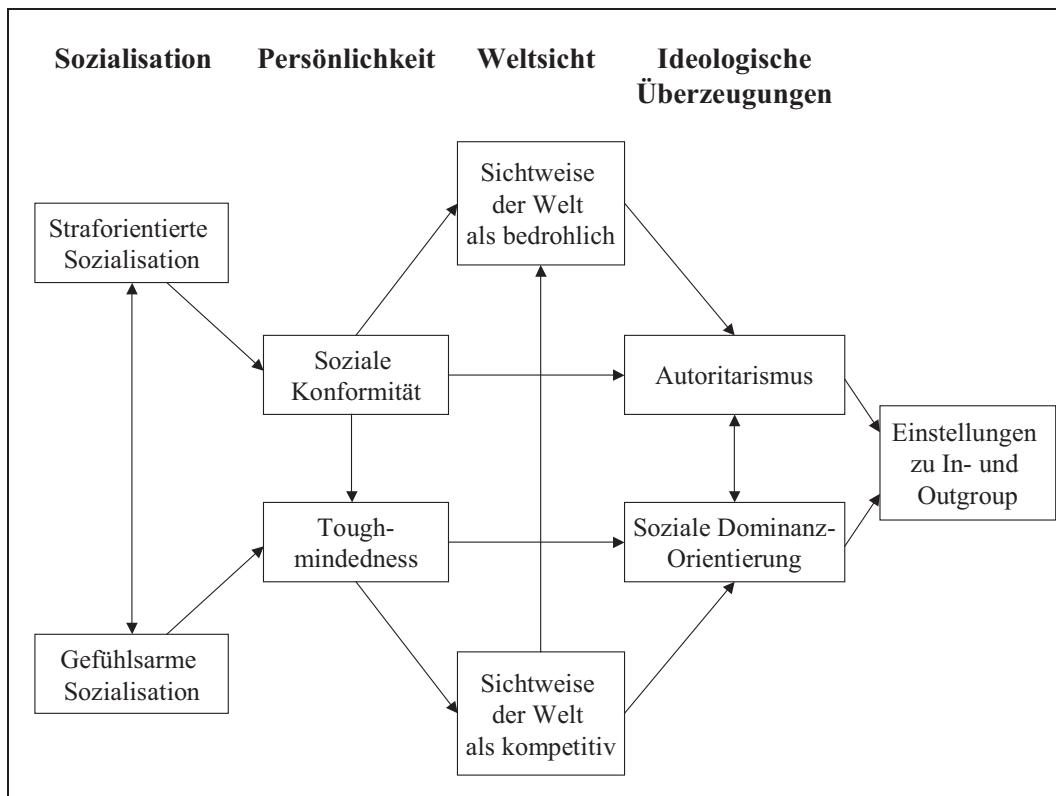 Sozialisation
Persönlichkeit
Weltsicht
Ideologische
Überzeugungen
Sichtweise
der Welt
als bedrohlich
Straforientierte
Sozialisation
Soziale
Konformität
Autoritarismus
Einstellungen
zu In- und
Outgroup
Tough-
mindedness
Soziale Dominanz-
Orientierung
Gefühlsarme
Sozialisation
Sichtweise
der Welt
als kompetitiv